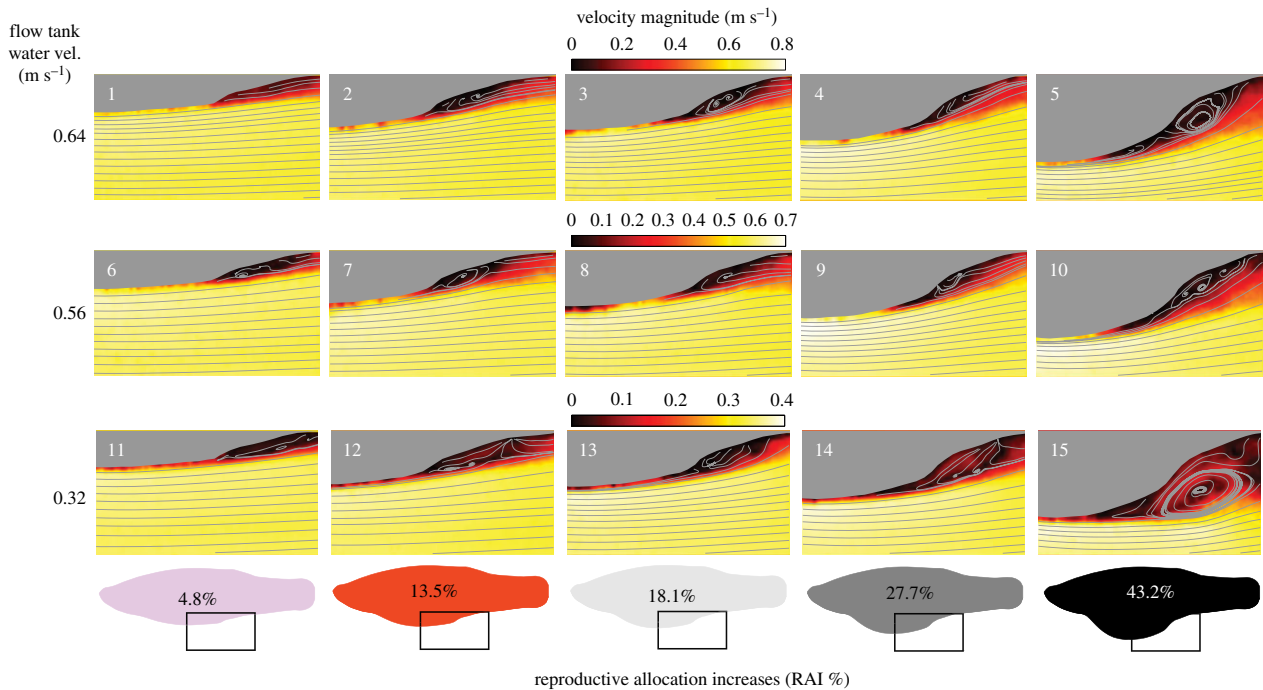 flow tank
water vel.
(m s⁻¹)
velocity magnitude (m s⁻¹)
0 0.2 0.4 0.6 0.8
0.64
1 2 3 4 5
0 0.1 0.2 0.3 0.4 0.5 0.6 0.7
0.56
6 7 8 9 10
0 0.1 0.2 0.3 0.4
0.32
11 12 13 14 15
4.8% 13.5% 18.1% 27.7% 43.2%
reproductive allocation increases (RAI %)